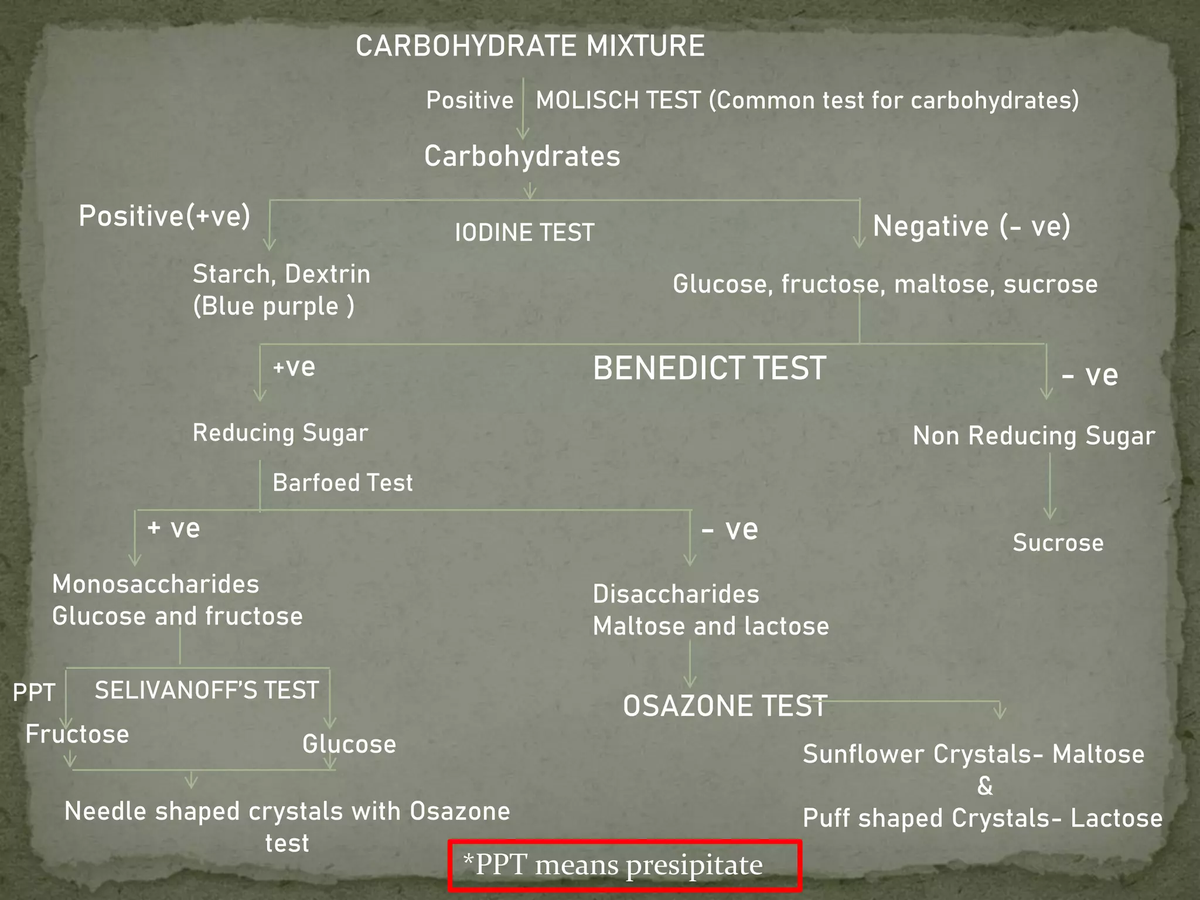 CARBOHYDRATE MIXTURE
Positive MOLISCH TEST (Common test for carbohydrates)
Carbohydrates
Positive(+ve)
IODINE TEST
Negative (- ve)
Starch, Dextrin
(Blue purple )
Glucose, fructose, maltose, sucrose
+ve
BENEDICT TEST
- ve
Reducing Sugar
Non Reducing Sugar
Barfoed Test
+ ve
- ve
Sucrose
Monosaccharides
Glucose and fructose
Disaccharides
Maltose and lactose
PPT
SELIVANOFF'S TEST
OSAZONE TEST
Fructose
Glucose
Sunflower Crystals- Maltose
&
Puff shaped Crystals- Lactose
Needle shaped crystals with Osazone
test
*PPT means presipitate